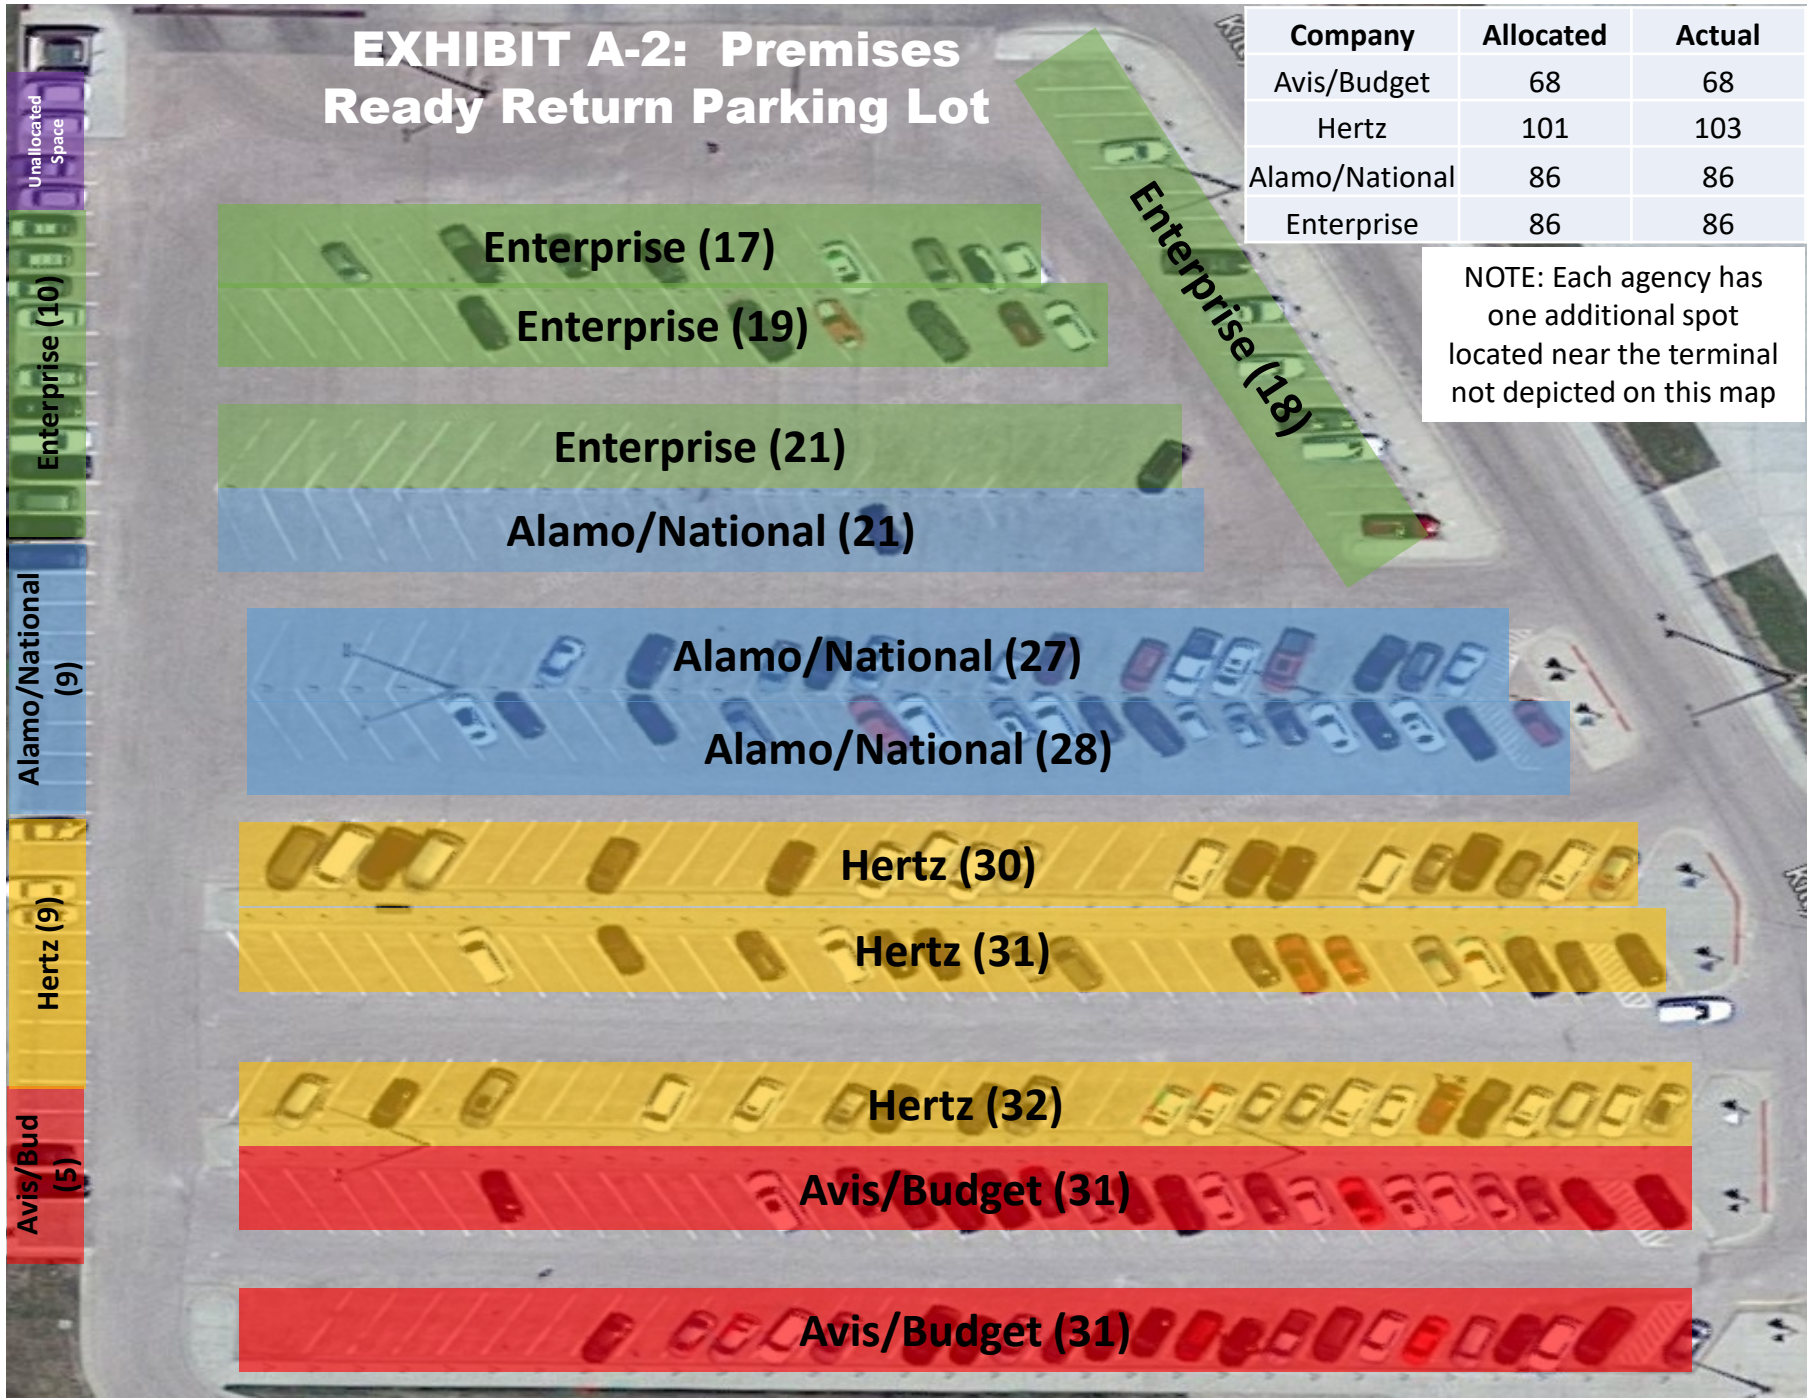 EXHIBIT A-2: Premises
Ready Return Parking Lot
Company Allocated Actual
Avis/Budget 68 68
Hertz 101 103
Alamo/National 86 86
Enterprise 86 86
NOTE: Each agency has
one additional spot
located near the terminal
not depicted on this map
Unallocated
Space
Enterprise (10)
Alamo/National
(9)
Hertz (9)
Avis/Bud
(5)
Enterprise (17)
Enterprise (19)
Enterprise (18)
Enterprise (21)
Alamo/National (21)
Alamo/National (27)
Alamo/National (28)
Hertz (30)
Hertz (31)
Hertz (32)
Avis/Budget (31)
Avis/Budget (31)